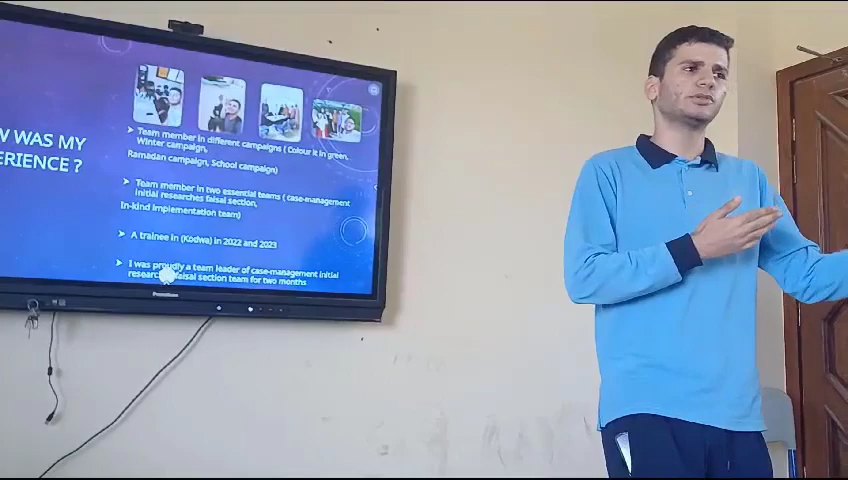 W WAS MY
ERIENCE ?
➤ Team member in different campaigns ( Colour it in green,
Winter campaign,
Ramadan campaign, School campaign)
➤ Team member in two essential teams ( case-management
initial researches faisal section,
In-kind implementation team)
➤ A trainee in (Kodwa) in 2022 and 2023
➤ I was proudly a team leader of case-management initial
faisal section team for two months